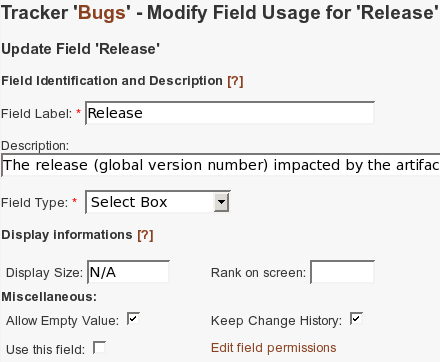 Tracker 'Bugs' - Modify Field Usage for 'Release'
Update Field 'Release'
Field Identification and Description [?]
Field Label: * Release
Description:
The release (global version number) impacted by the artifac
Field Type: * Select Box
Display informations [?]
Display Size: N/A Rank on screen:
Miscellaneous:
Allow Empty Value: Keep Change History:
Use this field: Edit field permissions